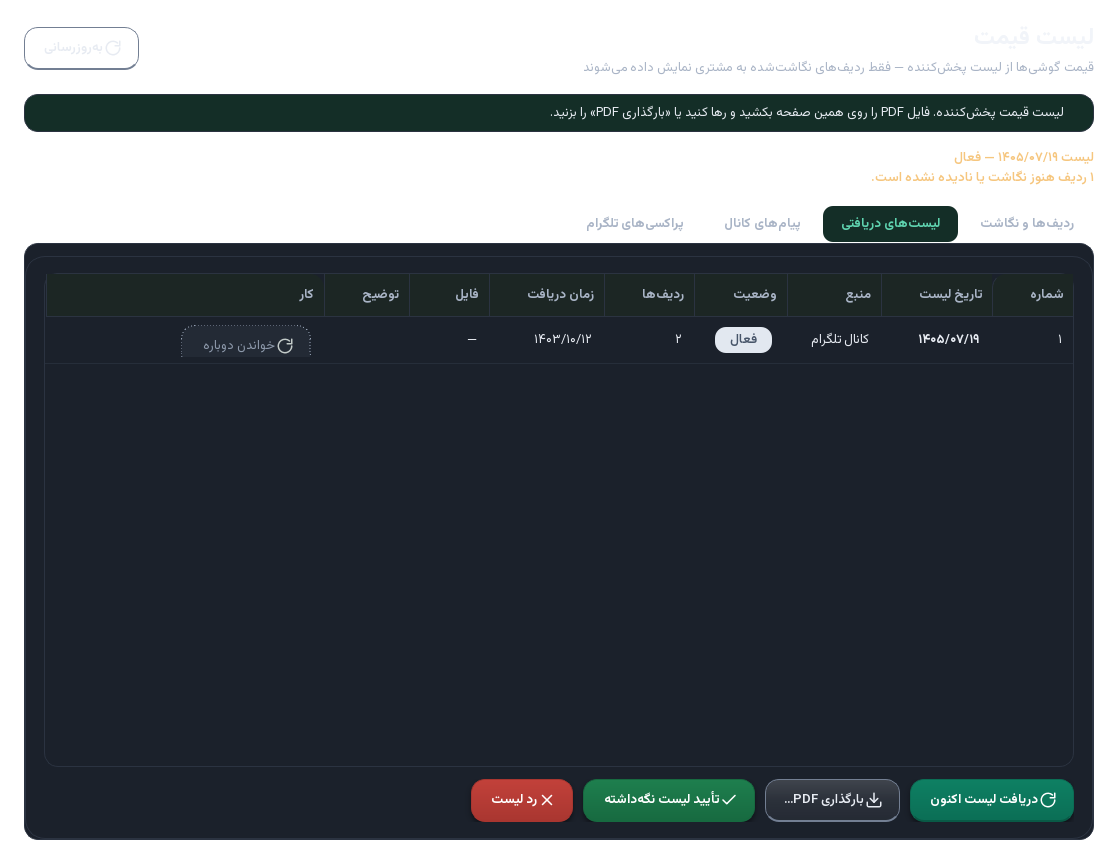 لیست قیمت
قیمت گوشی‌ها از لیست پخش‌کننده — فقط ردیف‌های نگاشت‌شده به مشتری نمایش داده می‌شوند
به‌روزرسانی
لیست قیمت پخش‌کننده. فایل PDF را روی همین صفحه بکشید و رها کنید یا «بارگذاری PDF» را بزنید.
لیست ۱۴۰۵/۰۷/۱۹ — فعال
۱ ردیف هنوز نگاشت یا نادیده نشده است.
ردیف‌ها و نگاشت لیست‌های دریافتی پیام‌های کانال پراکسی‌های تلگرام
شماره تاریخ لیست منبع وضعیت ردیف‌ها زمان دریافت فایل توضیح کار
۱ ۱۴۰۵/۰۷/۱۹ کانال تلگرام فعال ۲ ۱۴۰۳/۱۰/۱۲ — خواندن دوباره
دریافت لیست اکنون بارگذاری PDF... تأیید لیست نگه‌داشته رد لیست